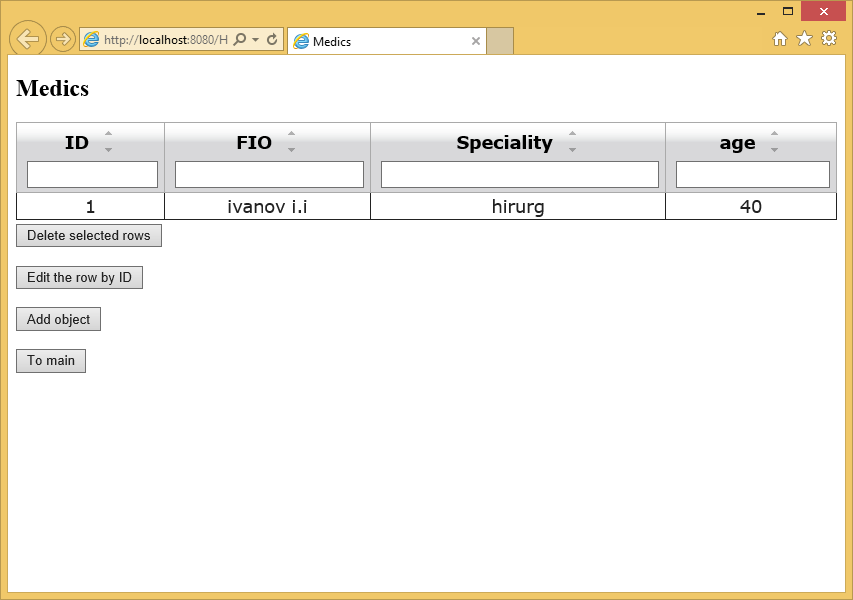 http://localhost:8080/H
Medics
Medics
ID FIO Speciality age
1 ivanov i.i hirurg 40
Delete selected rows
Edit the row by ID
Add object
To main